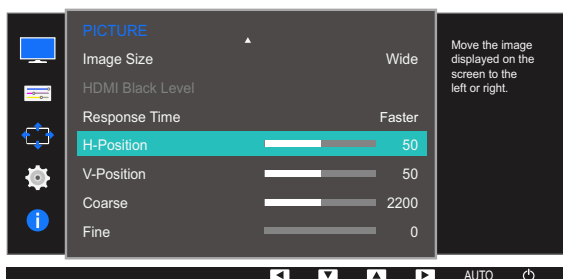 PICTURE
Image Size Wide
HDMI Black Level
Response Time Faster
H-Position 50
V-Position 50
Coarse 2200
Fine 0
Move the image
displayed on the
screen to the
left or right.
AUTO